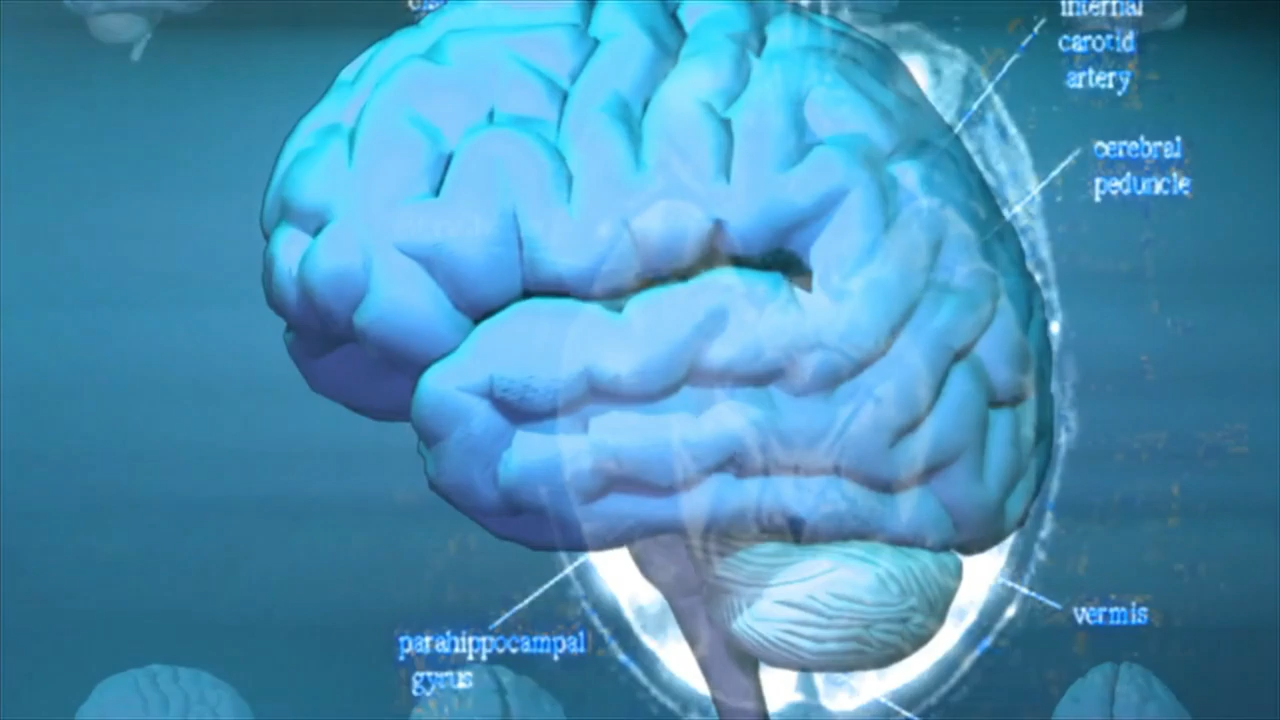 internal
carotid
artery
cerebral
peduncle
vermis
parahippocampal
gyrus